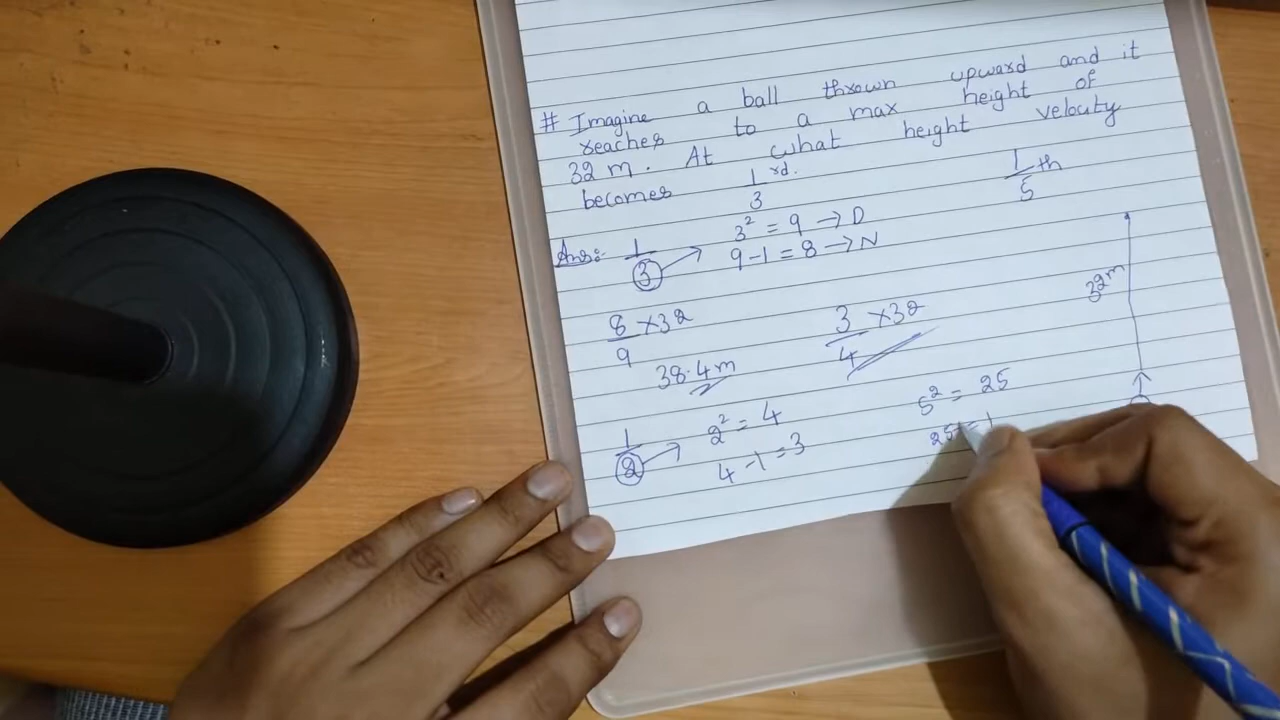 # Imagine a ball thrown upward and it
reaches to a max height of
32 m. At what height velocity
becomes 1/3 rd. 1/5 th
Ans:- 1/3 → 3² = 9 → D
9 - 1 = 8 → N
32m
8/9 × 32
3/4 × 32
38.4 m
5² = 25
1/2 → 2² = 4
4 - 1 = 3